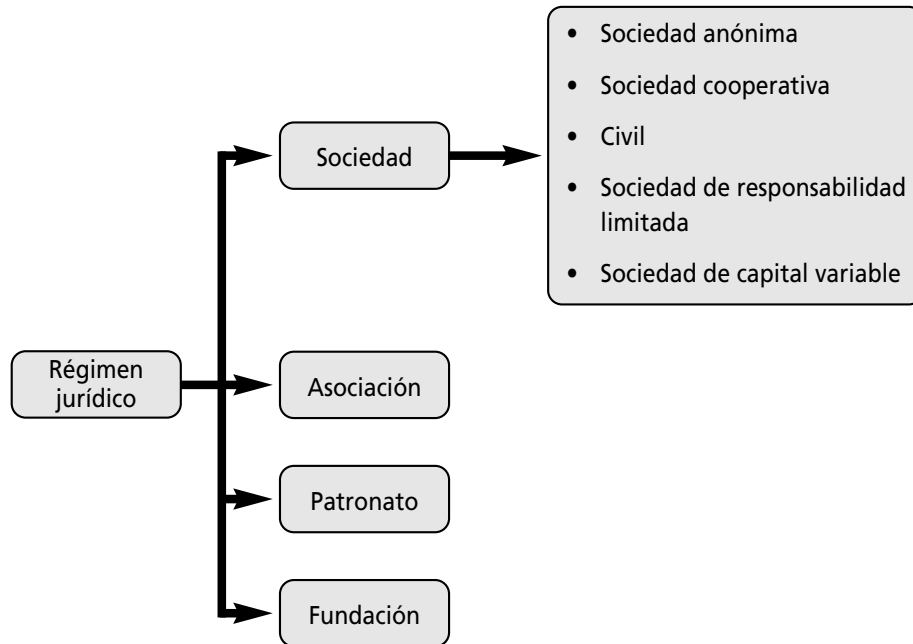 Régimen
jurídico
Sociedad
• Sociedad anónima
• Sociedad cooperativa
• Civil
• Sociedad de responsabilidad
limitada
• Sociedad de capital variable
Asociación
Patronato
Fundación